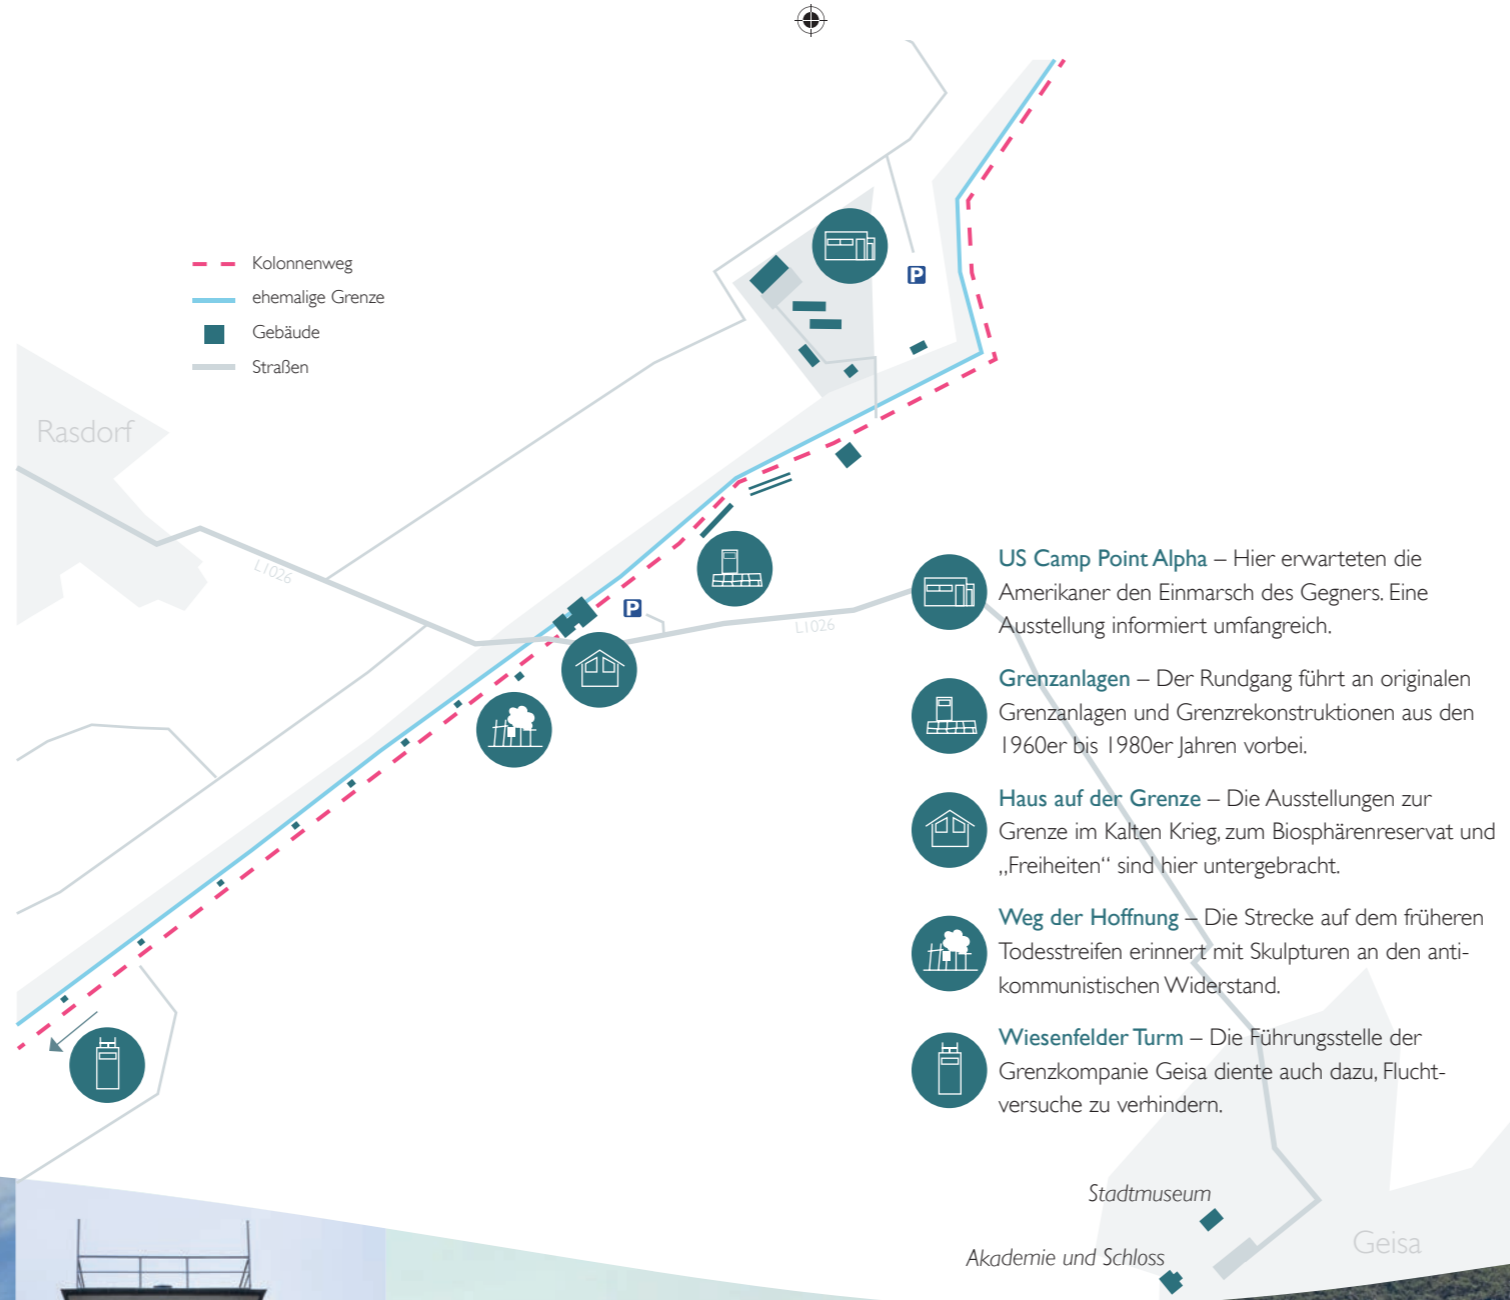 P
Kolonnenweg
ehemalige Grenze
Gebäude
Straßen
Rasdorf
L1026
P
L1026
US Camp Point Alpha – Hier erwarteten die
Amerikaner den Einmarsch des Gegners. Eine
Ausstellung informiert umfangreich.
Grenzanlagen – Der Rundgang führt an originalen
Grenzanlagen und Grenzrekonstruktionen aus den
1960er bis 1980er Jahren vorbei.
Haus auf der Grenze – Die Ausstellungen zur
Grenze im Kalten Krieg, zum Biosphärenreservat und
„Freiheiten“ sind hier untergebracht.
Weg der Hoffnung – Die Strecke auf dem früheren
Todesstreifen erinnert mit Skulpturen an den anti-
kommunistischen Widerstand.
Wiesenfelder Turm – Die Führungsstelle der
Grenzkompanie Geisa diente auch dazu, Flucht-
versuche zu verhindern.
Stadtmuseum
Geisa
Akademie und Schloss